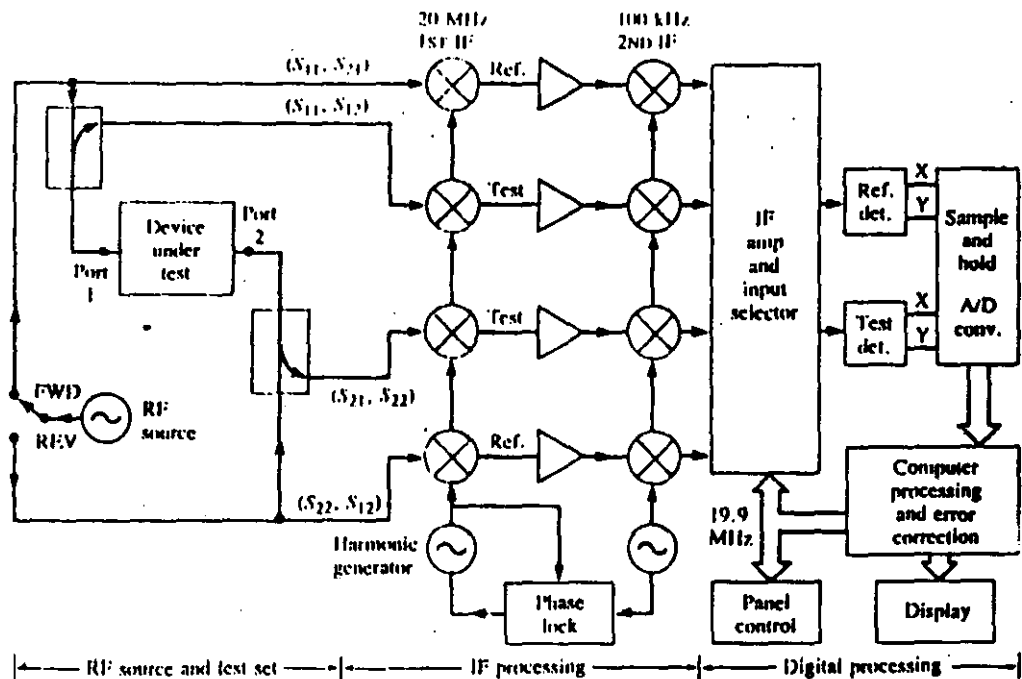 20 MHz
1ST IF
100 kHz
2ND IF
(S11, S21)
Ref.
(S11, S12)
Test
Device
under
test
Port
2
Port
1
IF
amp
and
input
selector
Ref.
det.
X
Y
Sample
and
hold
A/D
conv.
Test
Test
det.
X
Y
(S21, S22)
FWD
REV
RF
source
Ref.
(S22, S12)
Harmonic
generator
Phase
lock
19.9
MHz
Computer
processing
and error
correction
Panel
control
Display
RF source and test set
IF processing
Digital processing